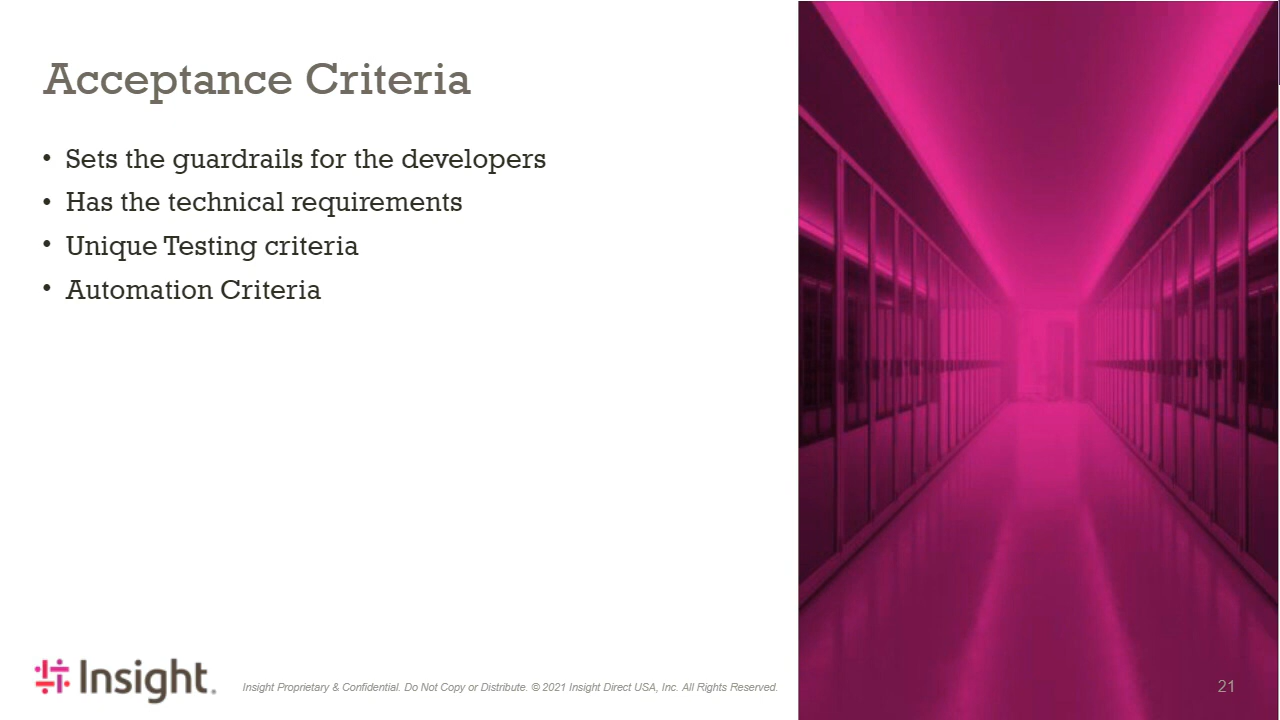 Acceptance Criteria
• Sets the guardrails for the developers
• Has the technical requirements
• Unique Testing criteria
• Automation Criteria
Insight.
Insight Proprietary & Confidential. Do Not Copy or Distribute. © 2021 Insight Direct USA, Inc. All Rights Reserved.
21